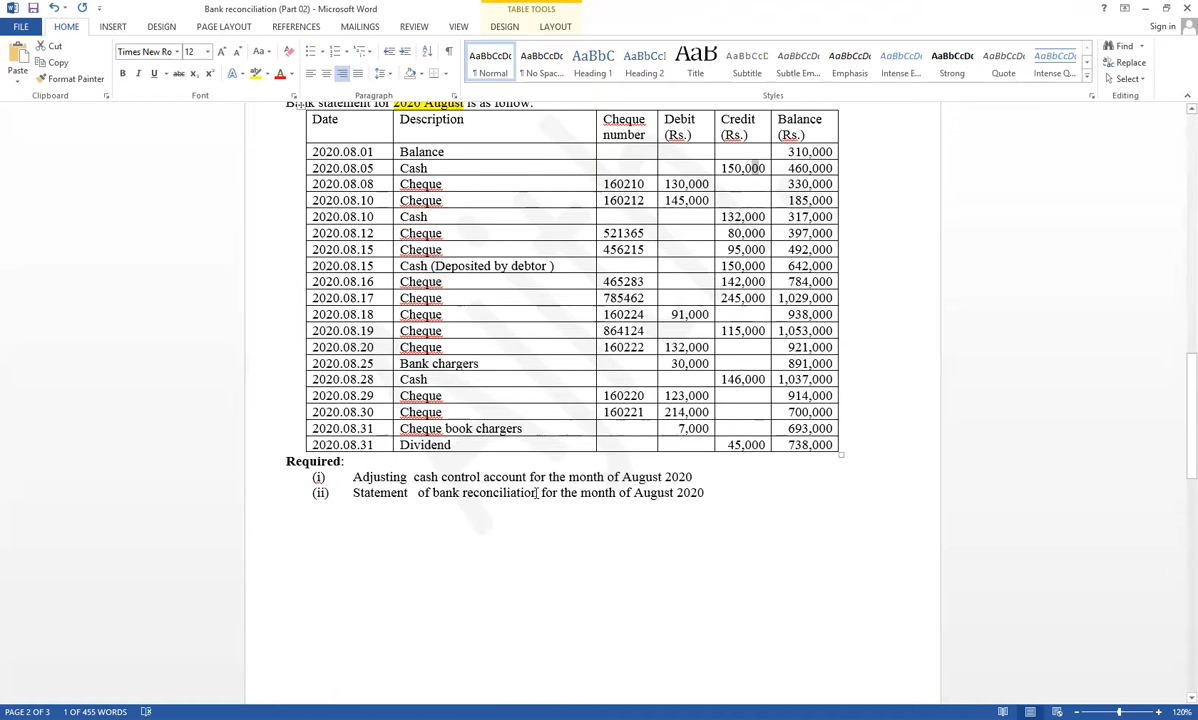 Bank reconciliation (Part 02) - Microsoft Word
TABLE TOOLS
FILE HOME INSERT DESIGN PAGE LAYOUT REFERENCES MAILINGS REVIEW VIEW DESIGN LAYOUT
Sign in
Paste
Cut
Copy
Format Painter
Clipboard
Times New Ro 12
Font
Paragraph
AaBbCcDc AaBbCcDc AaBbC AaBbCcI AaB AaBbCcDc AaBbCcDc AaBbCcDc AaBbCcDc AaBbCcDc AaBbCcDc AaBbCcDc
¶ Normal ¶ No Spac... Heading 1 Heading 2 Title Subtitle Subtle Em... Emphasis Intense E... Strong Quote Intense Q...
Styles
Find
Replace
Select
Editing
Bank statement for 2020 August is as follow.
Date Description Cheque number Debit (Rs.) Credit (Rs.) Balance (Rs.)
2020.08.01 Balance 310,000
2020.08.05 Cash 150,000 460,000
2020.08.08 Cheque 160210 130,000 330,000
2020.08.10 Cheque 160212 145,000 185,000
2020.08.10 Cash 132,000 317,000
2020.08.12 Cheque 521365 80,000 397,000
2020.08.15 Cheque 456215 95,000 492,000
2020.08.15 Cash (Deposited by debtor ) 150,000 642,000
2020.08.16 Cheque 465283 142,000 784,000
2020.08.17 Cheque 785462 245,000 1,029,000
2020.08.18 Cheque 160224 91,000 938,000
2020.08.19 Cheque 864124 115,000 1,053,000
2020.08.20 Cheque 160222 132,000 921,000
2020.08.25 Bank chargers 30,000 891,000
2020.08.28 Cash 146,000 1,037,000
2020.08.29 Cheque 160220 123,000 914,000
2020.08.30 Cheque 160221 214,000 700,000
2020.08.31 Cheque book chargers 7,000 693,000
2020.08.31 Dividend 45,000 738,000
Required:
(i) Adjusting cash control account for the month of August 2020
(ii) Statement of bank reconciliation for the month of August 2020
PAGE 2 OF 3 1 OF 455 WORDS
120%